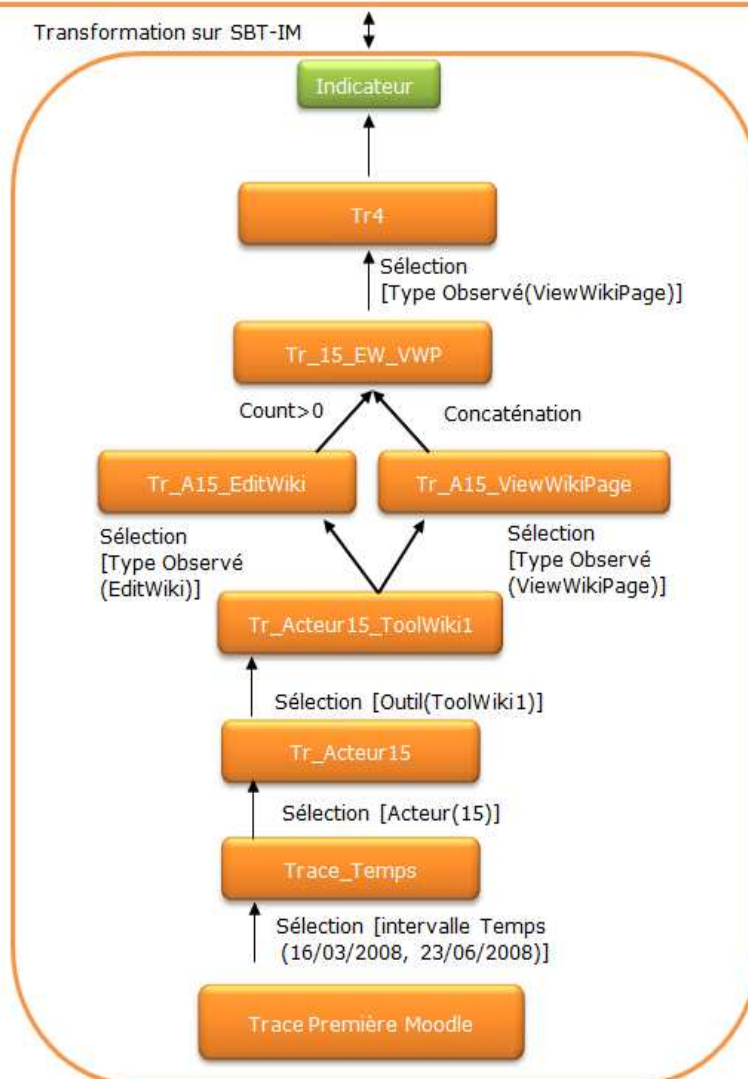 Transformation sur SBT-IM
Indicateur
Tr4
Sélection
[Type Observé(ViewWikiPage)]
Tr_15_EW_VWP
Count>0
Concaténation
Tr_A15_EditWiki
Tr_A15_ViewWikiPage
Sélection
[Type Observé
(EditWiki)]
Sélection
[Type Observé
(ViewWikiPage)]
Tr_Acteur15_ToolWiki1
Sélection [Outil(ToolWiki1)]
Tr_Acteur15
Sélection [Acteur(15)]
Trace_Temps
Sélection [intervalle Temps
(16/03/2008, 23/06/2008)]
Trace Première Moodle